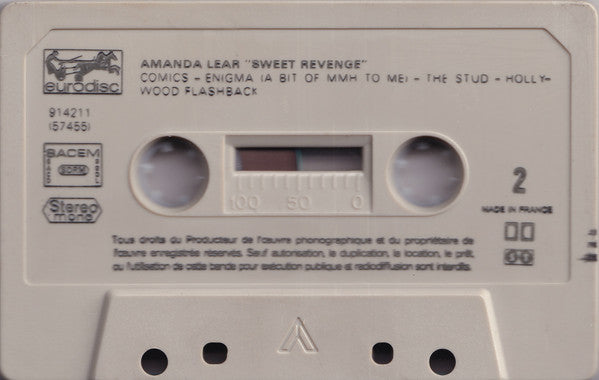 eurodisc
AMANDA LEAR "SWEET REVENGE"
COMICS - ENIGMA (A BIT OF MMH TO ME) - THE STUD - HOLLY-
WOOD FLASHBACK
914211
(57455)
SACEM
SDRM
Stereo
mono
100 50 0
2
MADE IN FRANCE
Tous droits du Producteur de l'œuvre phonographique et du propriétaire de
l'œuvre enregistrée réservés. Sauf autorisation, la duplication, la location, le prêt,
ou l'utilisation de cette bande pour exécution publique et radiodiffusion sont interdits.